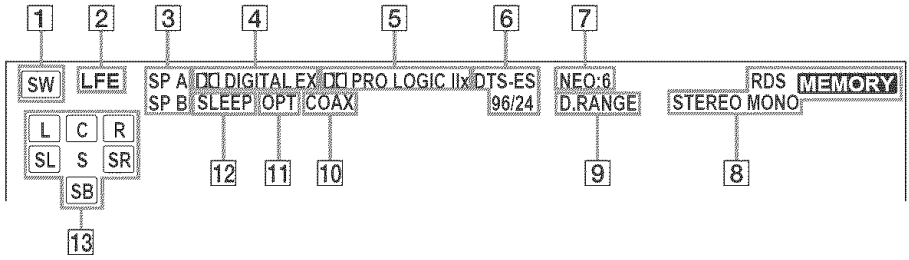 1 2 3 4 5 6 7
SW LFE SP A DD DIGITAL EX DD PRO LOGIC IIx DTS-ES NEO:6 RDS MEMORY
SP B SLEEP OPT COAX 96/24 D.RANGE STEREO MONO
L C R
SL S SR
SB
12 11 10 9 8
13